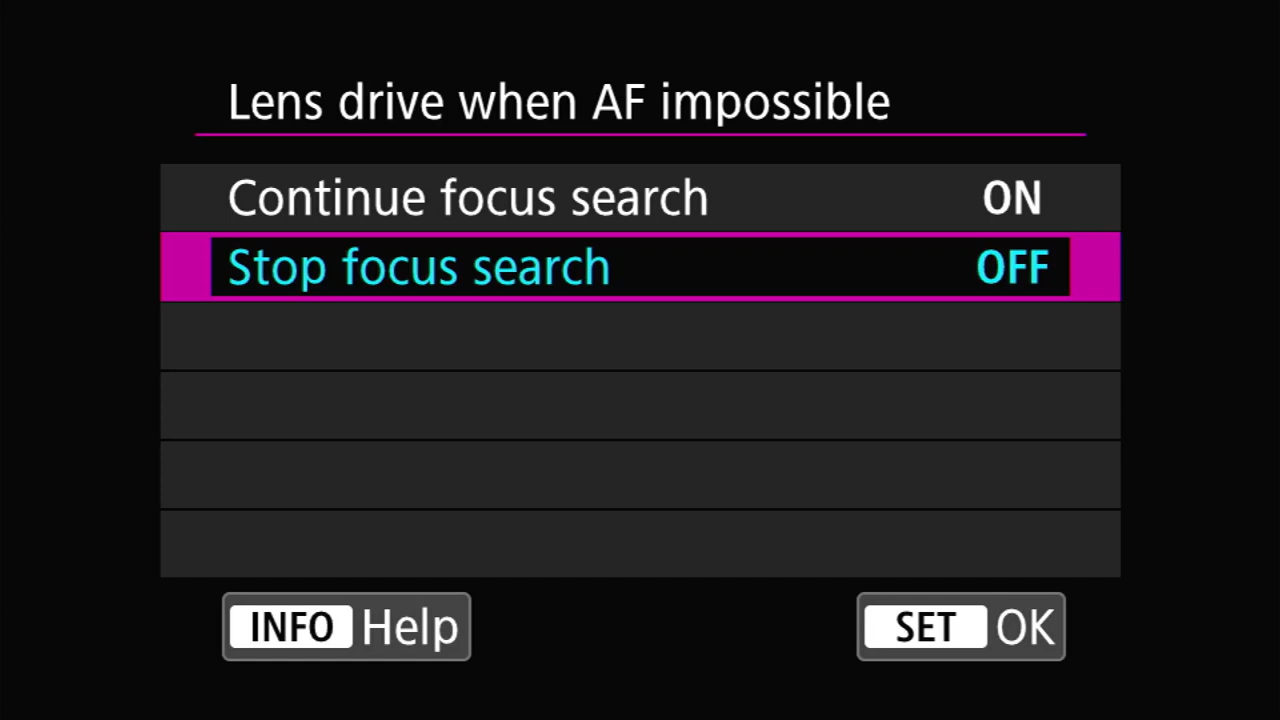 Lens drive when AF impossible
Continue focus search ON
Stop focus search OFF
INFO Help SET OK